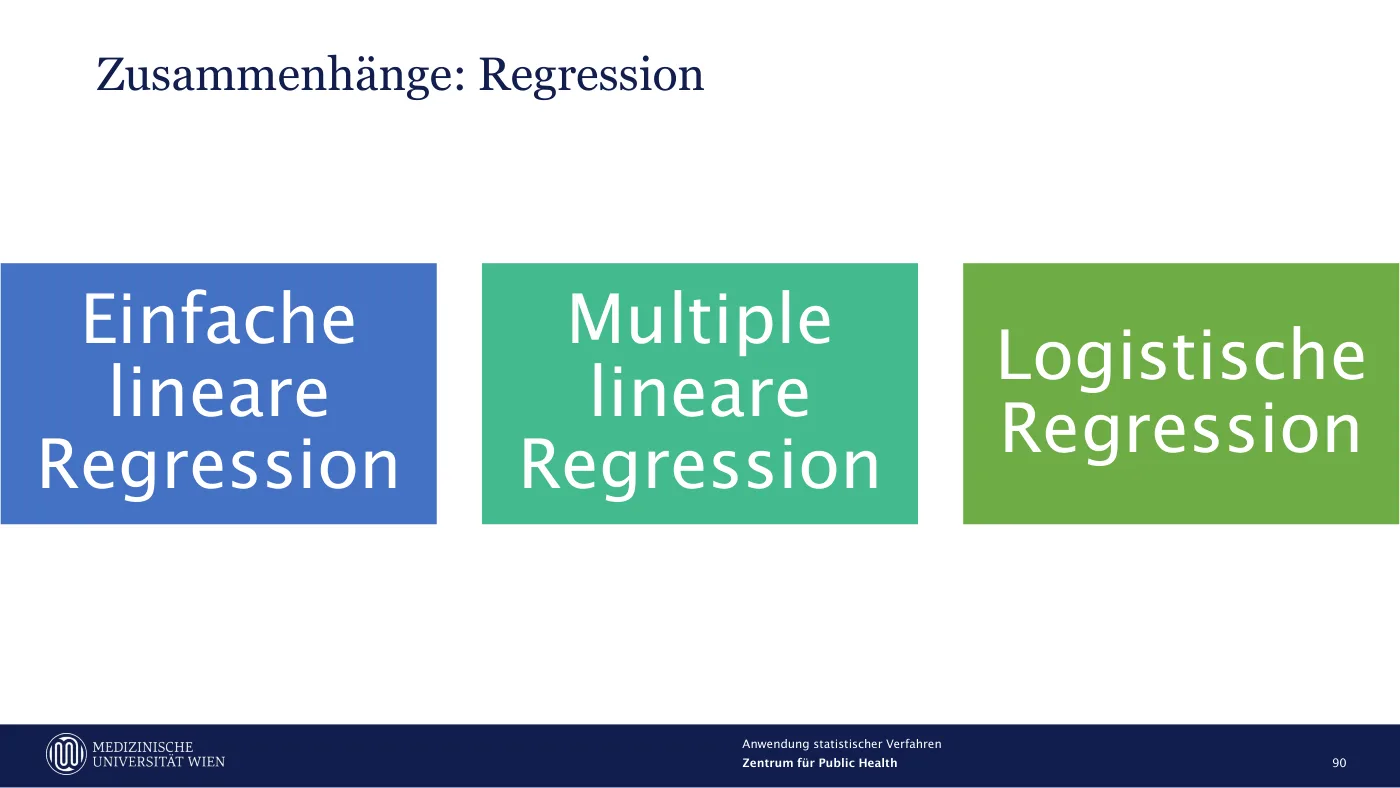 Zusammenhänge: Regression
Einfache
lineare
Regression
Multiple
lineare
Regression
Logistische
Regression
MEDIZINISCHE
UNIVERSITÄT WIEN
Anwendung statistischer Verfahren
Zentrum für Public Health
90